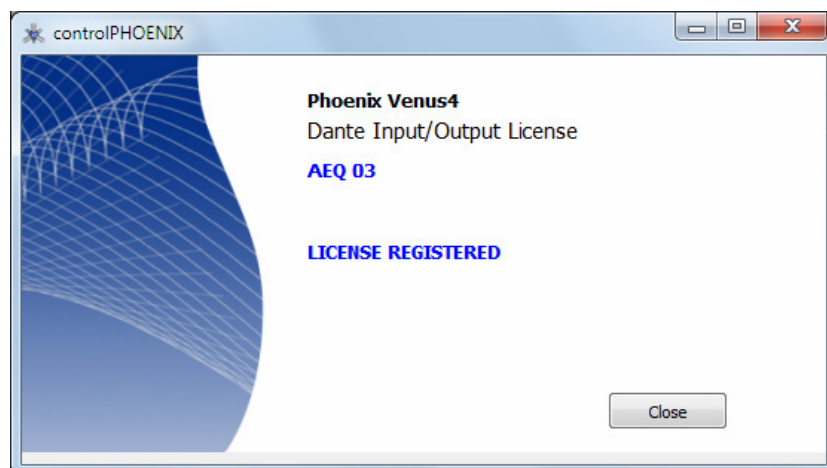 controlPHOENIX
Phoenix Venus4
Dante Input/Output License
AEQ 03
LICENSE REGISTERED
Close